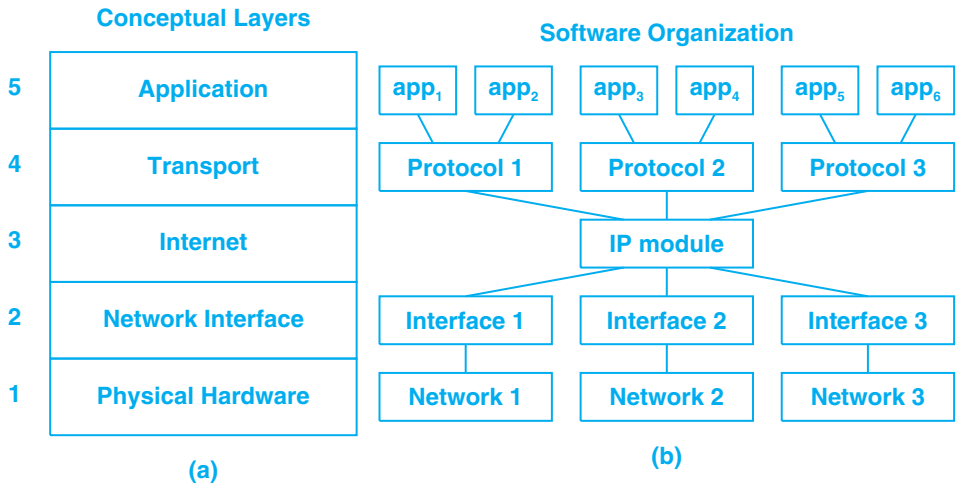 Conceptual Layers
Software Organization
5 Application app₁ app₂ app₃ app₄ app₅ app₆
4 Transport Protocol 1 Protocol 2 Protocol 3
3 Internet IP module
2 Network Interface Interface 1 Interface 2 Interface 3
1 Physical Hardware Network 1 Network 2 Network 3
(a) (b)